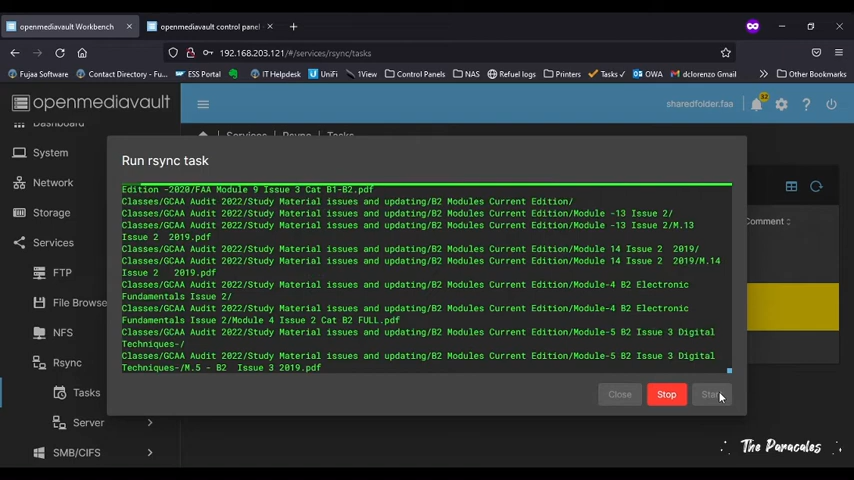 openmediavault Workbench
openmediavault control panel
192.168.203.121/#/services/rsync/tasks
Fujaa Software
Contact Directory - Fu...
ESS Portal
IT Helpdesk
UniFi
1View
Control Panels
NAS
Refuel logs
Printers
Tasks ✓
OWA
dclorenzo Gmail
Other Bookmarks
openmediavault
sharedfolder.faa
32
Dashboard
Services
Rsync
Tasks
System
Network
Storage
Services
FTP
File Browse
NFS
Rsync
Tasks
Server
SMB/CIFS
Comment
Run rsync task
Edition -2020/FAA Module 9 Issue 3 Cat B1-B2.pdf
Classes/GCAA Audit 2022/Study Material issues and updating/B2 Modules Current Edition/
Classes/GCAA Audit 2022/Study Material issues and updating/B2 Modules Current Edition/Module -13 Issue 2/
Classes/GCAA Audit 2022/Study Material issues and updating/B2 Modules Current Edition/Module -13 Issue 2/M.13
Issue 2 2019.pdf
Classes/GCAA Audit 2022/Study Material issues and updating/B2 Modules Current Edition/Module 14 Issue 2 2019/
Classes/GCAA Audit 2022/Study Material issues and updating/B2 Modules Current Edition/Module 14 Issue 2 2019/M.14
Issue 2 2019.pdf
Classes/GCAA Audit 2022/Study Material issues and updating/B2 Modules Current Edition/Module-4 B2 Electronic
Fundamentals Issue 2/
Classes/GCAA Audit 2022/Study Material issues and updating/B2 Modules Current Edition/Module-4 B2 Electronic
Fundamentals Issue 2/Module 4 Issue 2 Cat B2 FULL.pdf
Classes/GCAA Audit 2022/Study Material issues and updating/B2 Modules Current Edition/Module-5 B2 Issue 3 Digital
Techniques-/
Classes/GCAA Audit 2022/Study Material issues and updating/B2 Modules Current Edition/Module-5 B2 Issue 3 Digital
Techniques-/M.5 - B2 Issue 3 2019.pdf
Close
Stop
Start
The Paracales